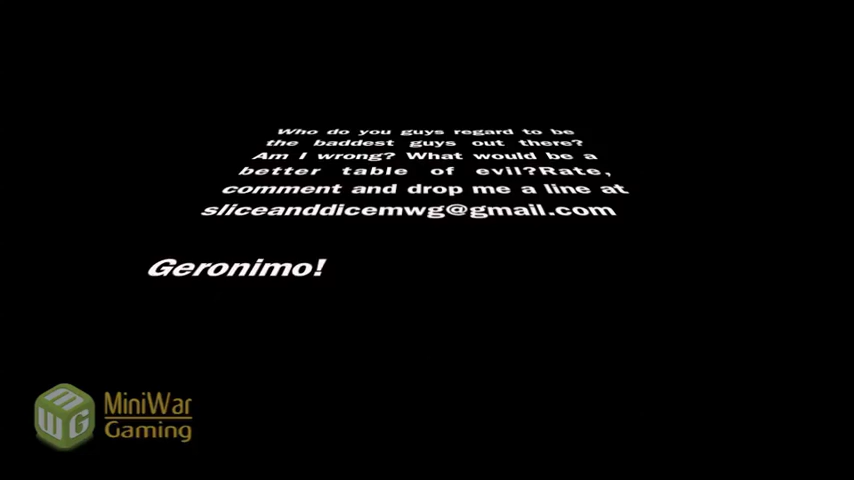 Who do you guys regard to be
the baddest guys out there?
Am I wrong? What would be a
better table of evil?Rate,
comment and drop me a line at
sliceanddicemwg@gmail.com
Geronimo!
MWG
MiniWar
Gaming